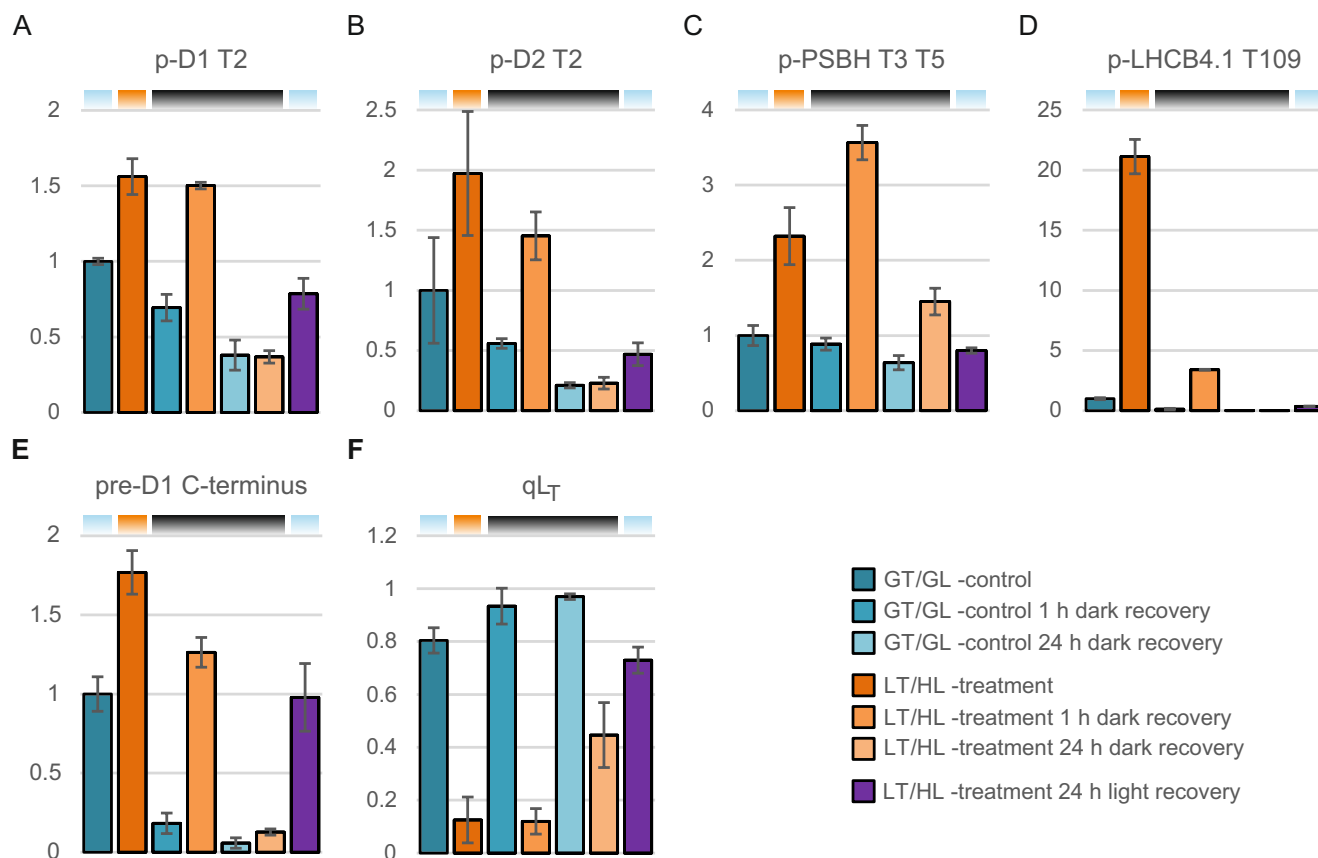 A
p-D1 T2
2
1.5
1
0.5
0
B
p-D2 T2
2.5
2
1.5
1
0.5
0
C
p-PSBH T3 T5
4
3
2
1
0
D
p-LHCB4.1 T109
25
20
15
10
5
0
E
pre-D1 C-terminus
2
1.5
1
0.5
0
F
qLT
1.2
1
0.8
0.6
0.4
0.2
0
GT/GL -control
GT/GL -control 1 h dark recovery
GT/GL -control 24 h dark recovery
LT/HL -treatment
LT/HL -treatment 1 h dark recovery
LT/HL -treatment 24 h dark recovery
LT/HL -treatment 24 h light recovery